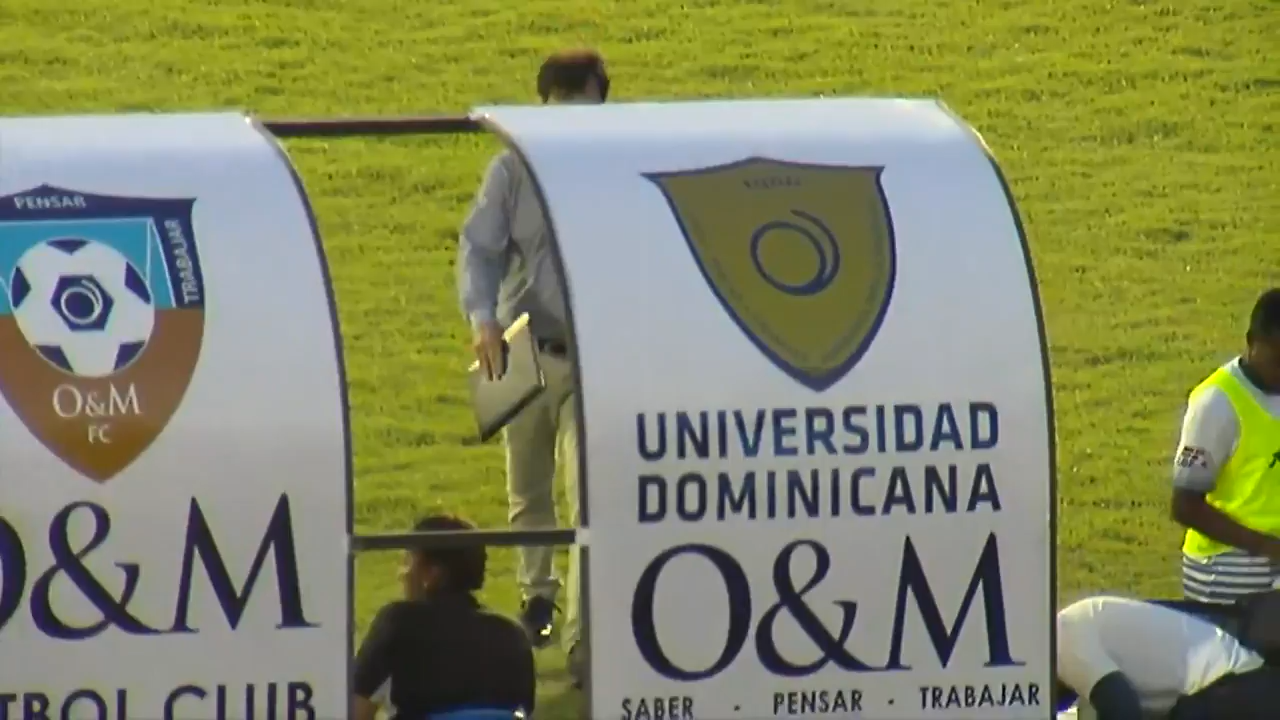 PENSAR
TRABAJAR
O&M
FC
O&M
TBOL CLUB
UNIVERSIDAD
DOMINICANA
O&M
SABER - PENSAR - TRABAJAR